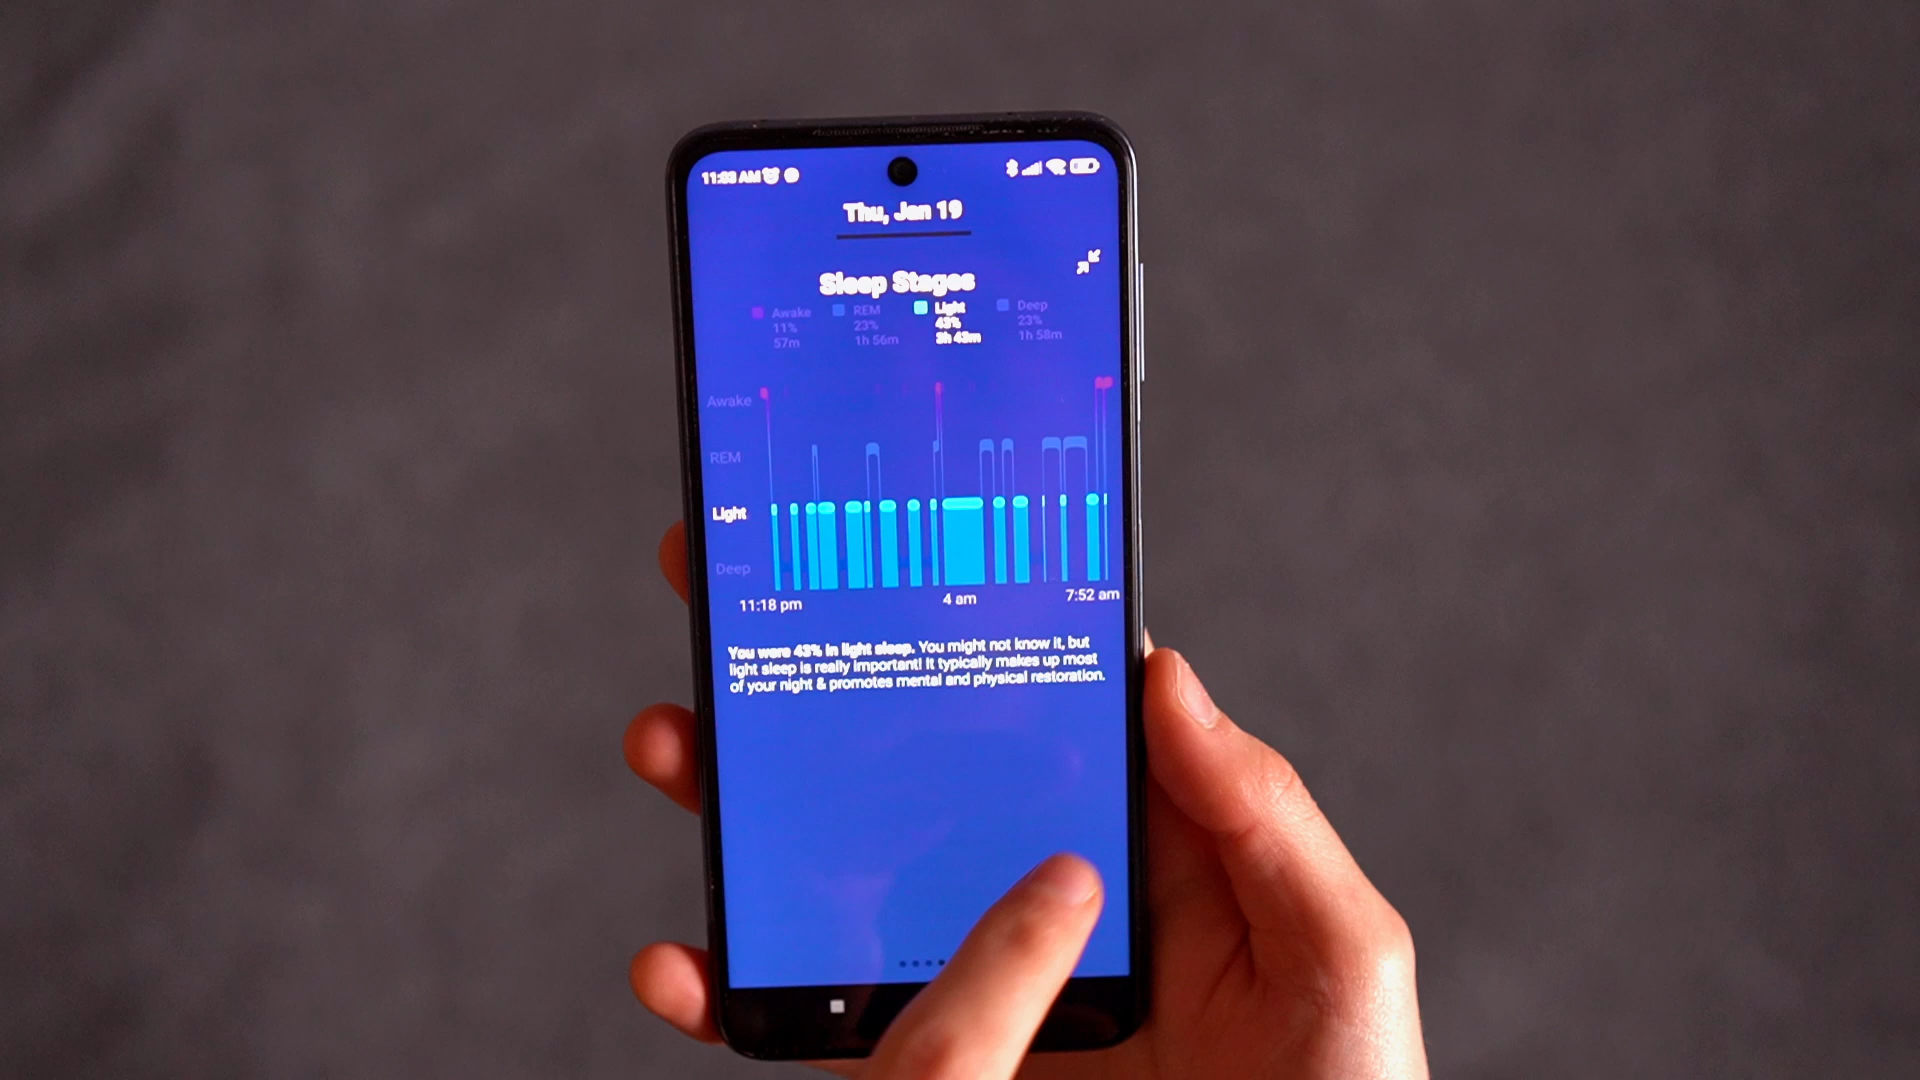 11:03 AM
Thu, Jan 19
Sleep Stages
Awake REM Light Deep
11% 23% 43% 23%
57m 1h 56m 3h 43m 1h 58m
Awake
REM
Light
Deep
11:18 pm 4 am 7:52 am
You were 43% in light sleep. You might not know it, but
light sleep is really important! It typically makes up most
of your night & promotes mental and physical restoration.